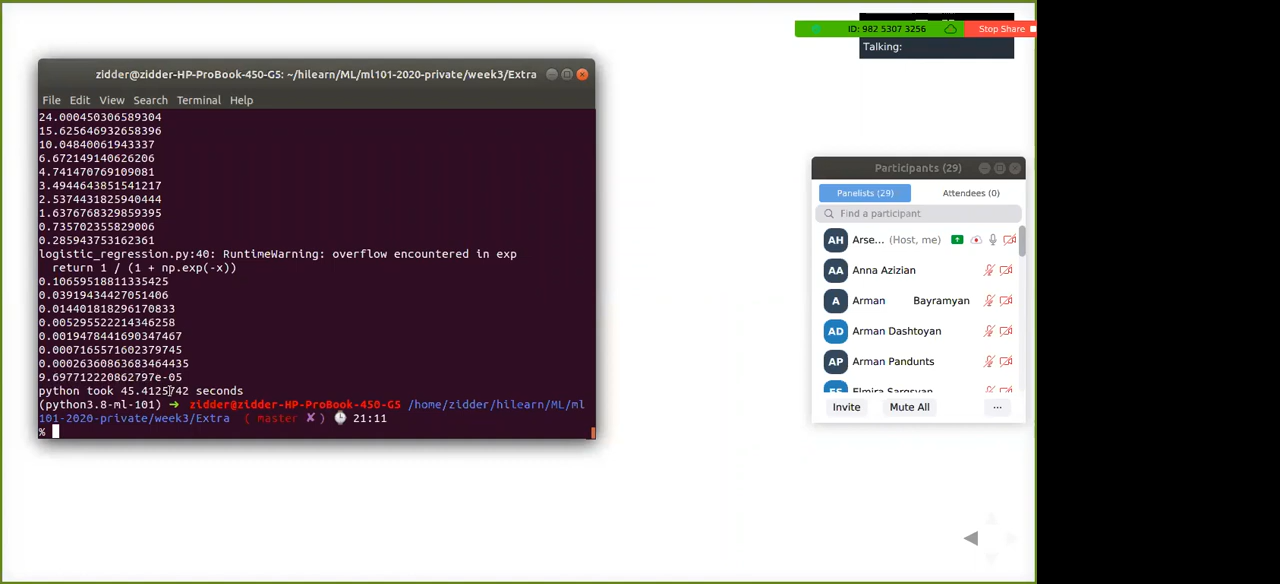 ID: 982 5307 3256
Stop Share
Talking:
zidder@zidder-HP-ProBook-450-G5: ~/hilearn/ML/ml101-2020-private/week3/Extra
File Edit View Search Terminal Help
24.000450306589304
15.625646932658396
10.04840061943337
6.672149140626206
4.741470769109081
3.4944643851541217
2.5374431825940444
1.6376768329859395
0.735702355829006
0.285943753162361
logistic_regression.py:40: RuntimeWarning: overflow encountered in exp
return 1 / (1 + np.exp(-x))
0.10659518811335425
0.03919434427051406
0.014401818296170833
0.005295522214346258
0.0019478441690347467
0.0007165571602379745
0.00026360863683464435
9.697712220862797e-05
python took 45.4125742 seconds
(python3.8-ml-101) ➜ zidder@zidder-HP-ProBook-450-G5 /home/zidder/hilearn/ML/ml
101-2020-private/week3/Extra ( master ✘ ) 21:11
%
Participants (29)
Panelists (29) Attendees (0)
Find a participant
AH Arse... (Host, me)
AA Anna Azizian
A Arman Bayramyan
AD Arman Dashtoyan
AP Arman Pandunts
Elmira Sargsyan
Invite Mute All ...